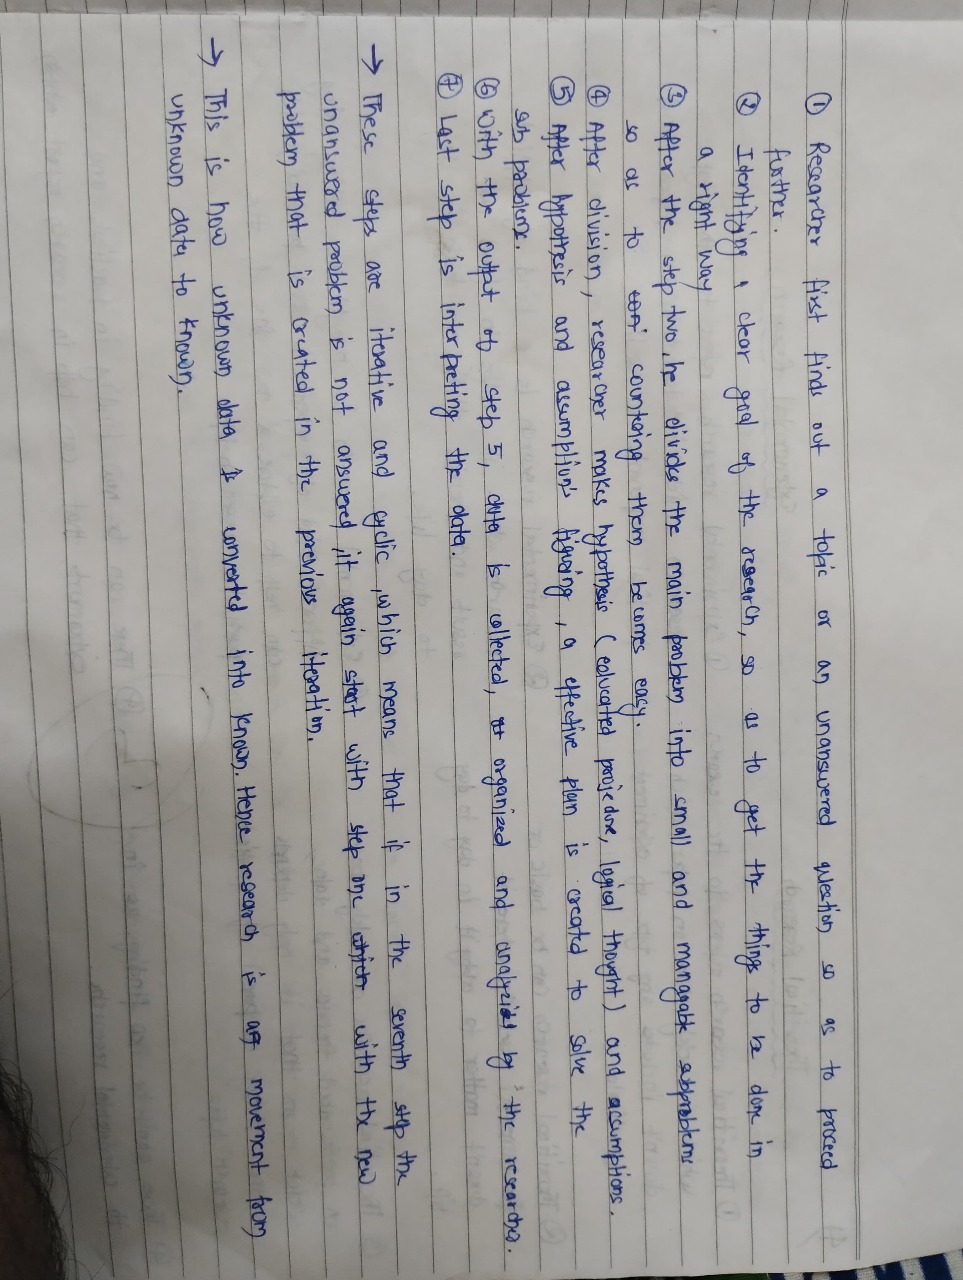 ① Researcher first finds out a topic or an unanswered question so as to proceed
further.
② Identifying a clear goal of the research, so as to get the things to be done in
a right way
③ After the step two, he divides the main problem into small and managable subproblems
so as to countering them becomes easy.
④ After division, researcher makes hypothesis (educated projedure, logical thought) and assumptions.
⑤ After hypothesis and assumption's figuring, a effective plan is created to solve the
sub problems.
⑥ With the output of step 5, data is collected, organized and analyzied by the researcher.
⑦ Last step is interpreting the data.
→ These steps are iterative and cyclic, which means that if in the seventh step the
unanswered problem is not answered, it again start with step one with the new
problem that is created in the previous iteration.
→ This is how unknown data is converted into known. Hence research is a movement from
unknown data to known.